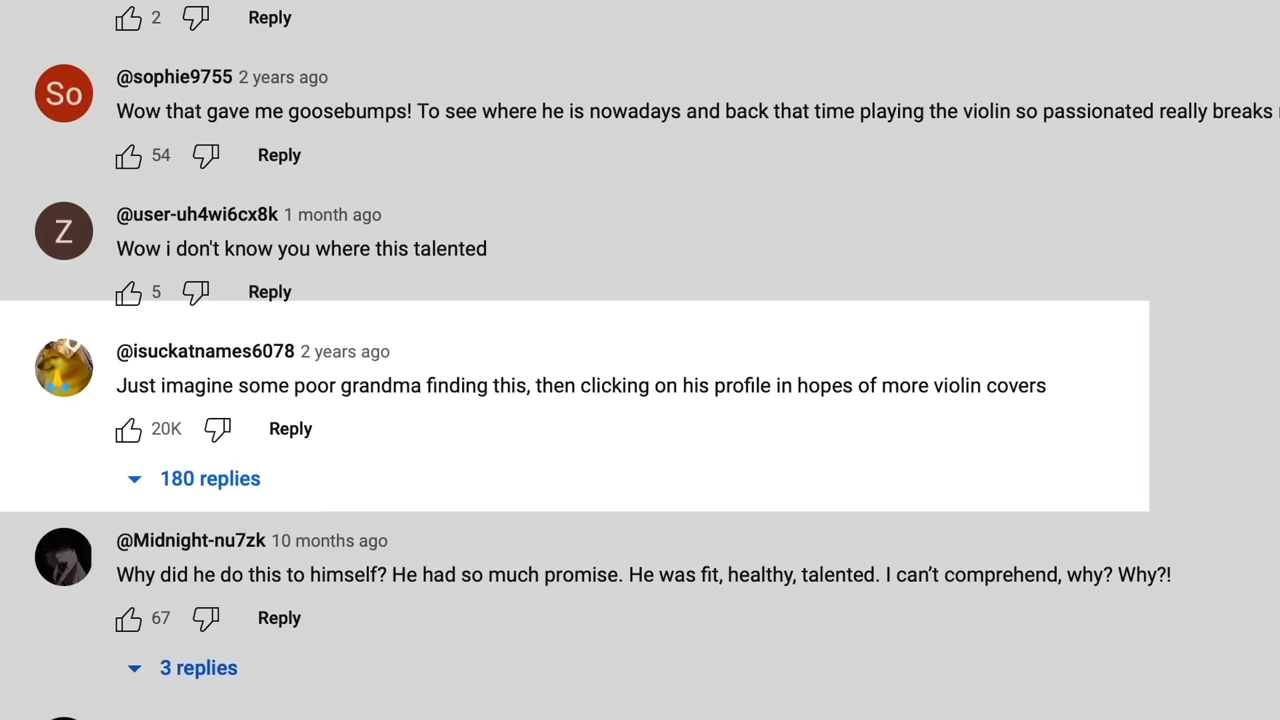 2 Reply
So
@sophie9755 2 years ago
Wow that gave me goosebumps! To see where he is nowadays and back that time playing the violin so passionated really breaks
54 Reply
@user-uh4wi6cx8k 1 month ago
Z
Wow i don't know you where this talented
5 Reply
@isuckatnames6078 2 years ago
Just imagine some poor grandma finding this, then clicking on his profile in hopes of more violin covers
20K Reply
180 replies
@Midnight-nu7zk 10 months ago
Why did he do this to himself? He had so much promise. He was fit, healthy, talented. I can’t comprehend, why? Why?!
67 Reply
3 replies